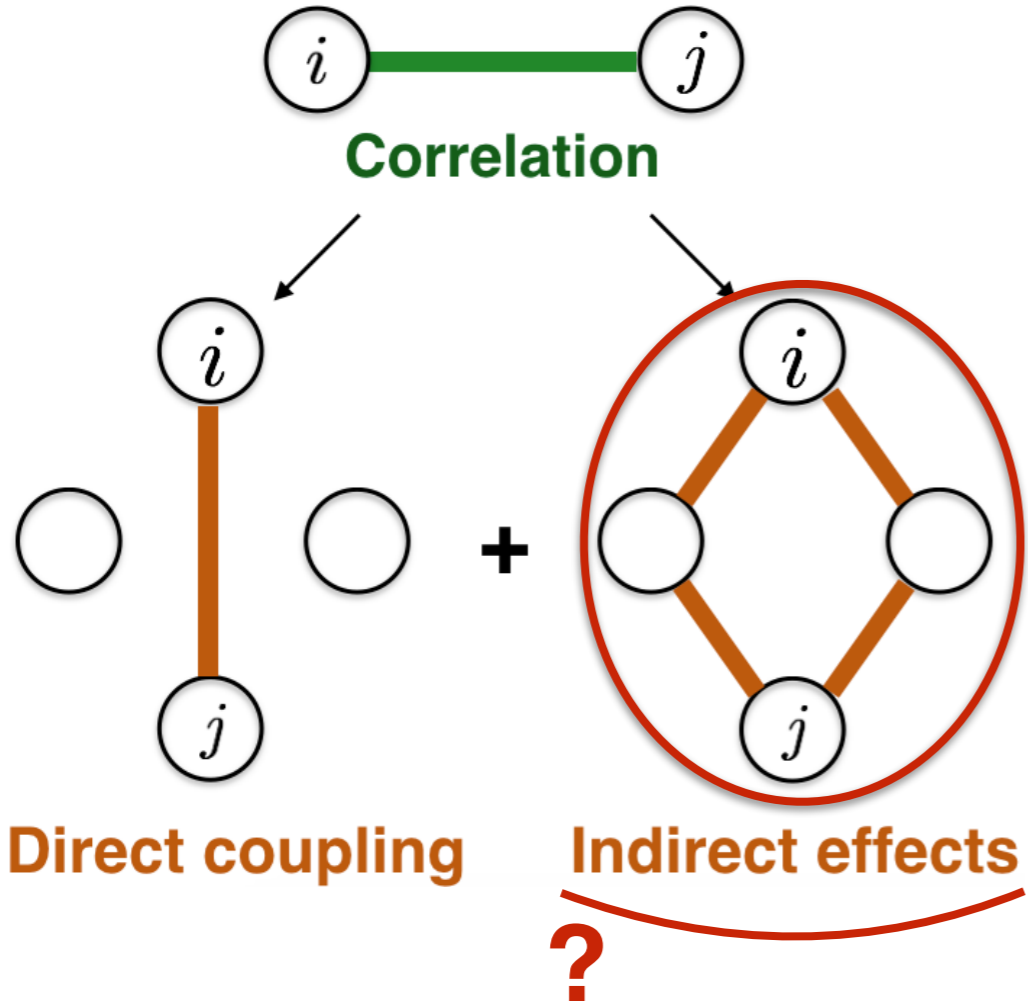 i j
Correlation
i i
+
j j
Direct coupling Indirect effects
?